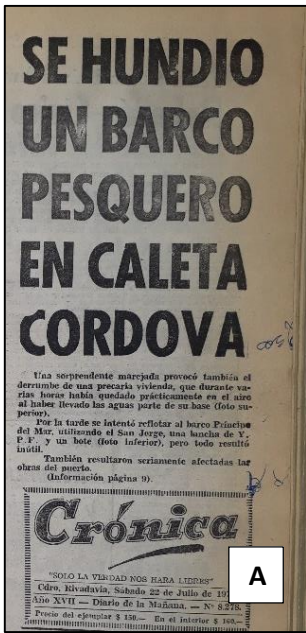 SE HUNDIO
UN BARCO
PESQUERO
EN CALETA
CORDOVA
Una sorprendente marejada provocó también el
derrumbe de una precaria vivienda, que durante va-
rias horas había quedado prácticamente en el aire
al haber llevado las aguas parte de su base (foto su-
perior).
Por la tarde se intentó reflotar al barco Príncipe
del Mar, utilizando el San Jorge, una lancha de Y.
P.F. y un bote (foto inferior), pero todo resultó
inútil.
También resultaron seriamente afectadas las
obras del puerto.
(Información página 9).
Crónica
"SOLO LA VERDAD NOS HARA LIBRES"
Cdro. Rivadavia, Sábado 22 de Julio de
Año XVII — Diario de la Mañana, — Nº 8.278.
Precio del ejemplar $ 150.— En el interior $ 160.—
A